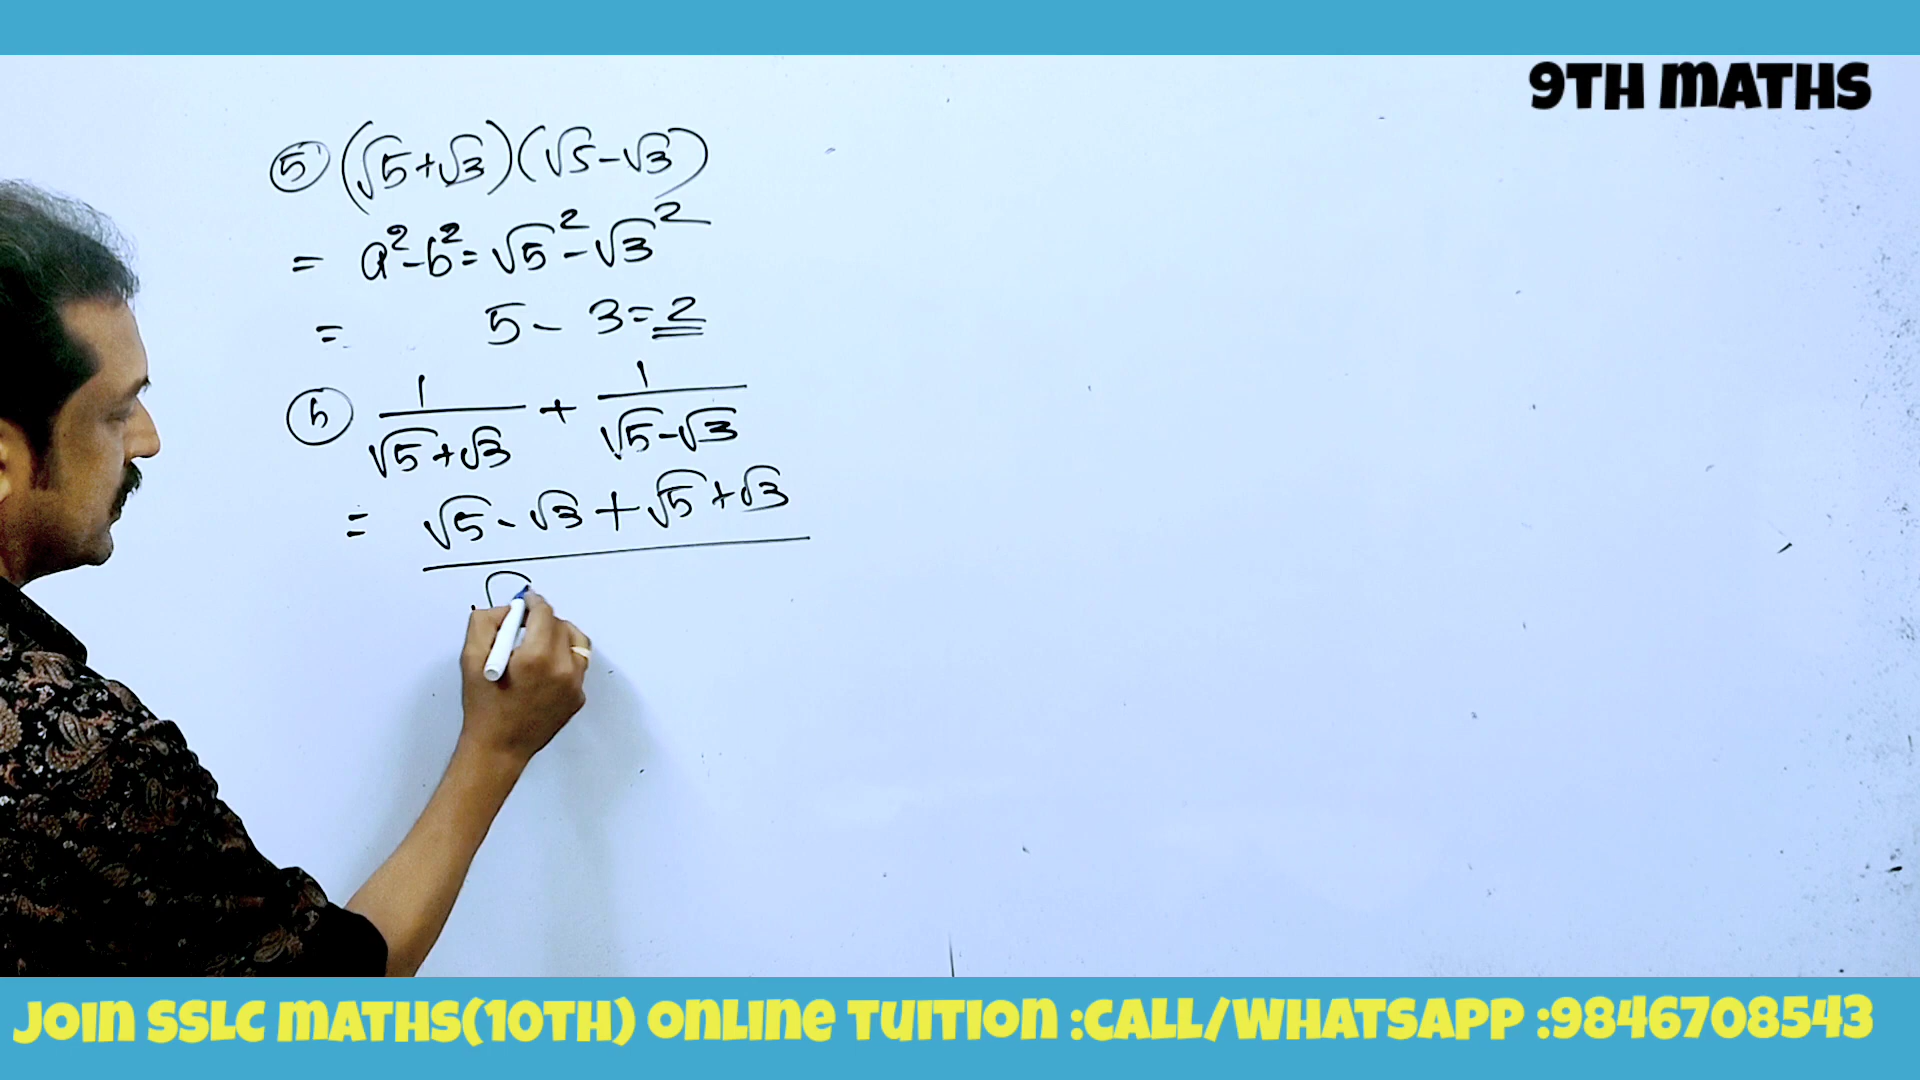 9TH MATHS
⑤ (√5+√3)(√5-√3)
= a²-b² = √5² - √3²
= 5 - 3 = 2
⑥ 1/(√5+√3) + 1/(√5-√3)
= √5 - √3 + √5 + √3
√
JOIN SSLC MATHS(10TH) ONLINE TUITION :CALL/WHATSAPP :9846708543